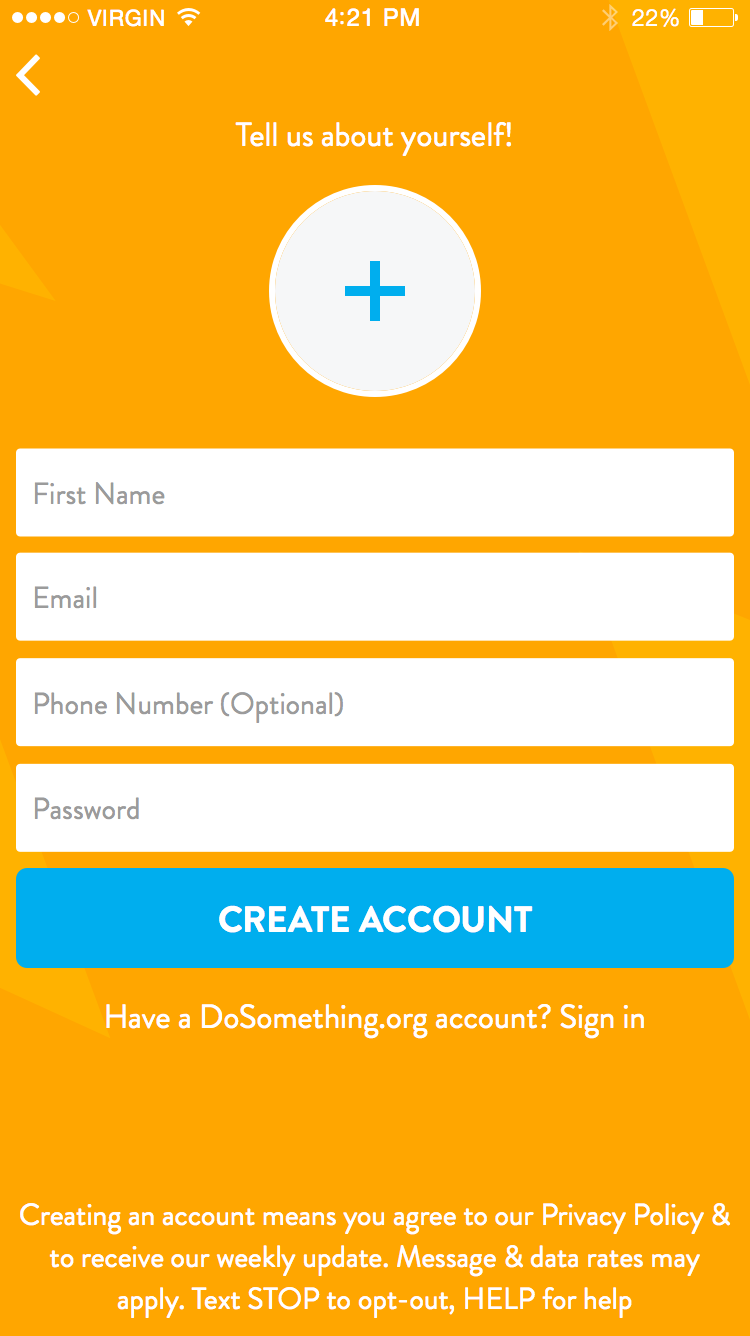 VIRGIN 4:21 PM 22%
Tell us about yourself!
First Name
Email
Phone Number (Optional)
Password
CREATE ACCOUNT
Have a DoSomething.org account? Sign in
Creating an account means you agree to our Privacy Policy &
to receive our weekly update. Message & data rates may
apply. Text STOP to opt-out, HELP for help